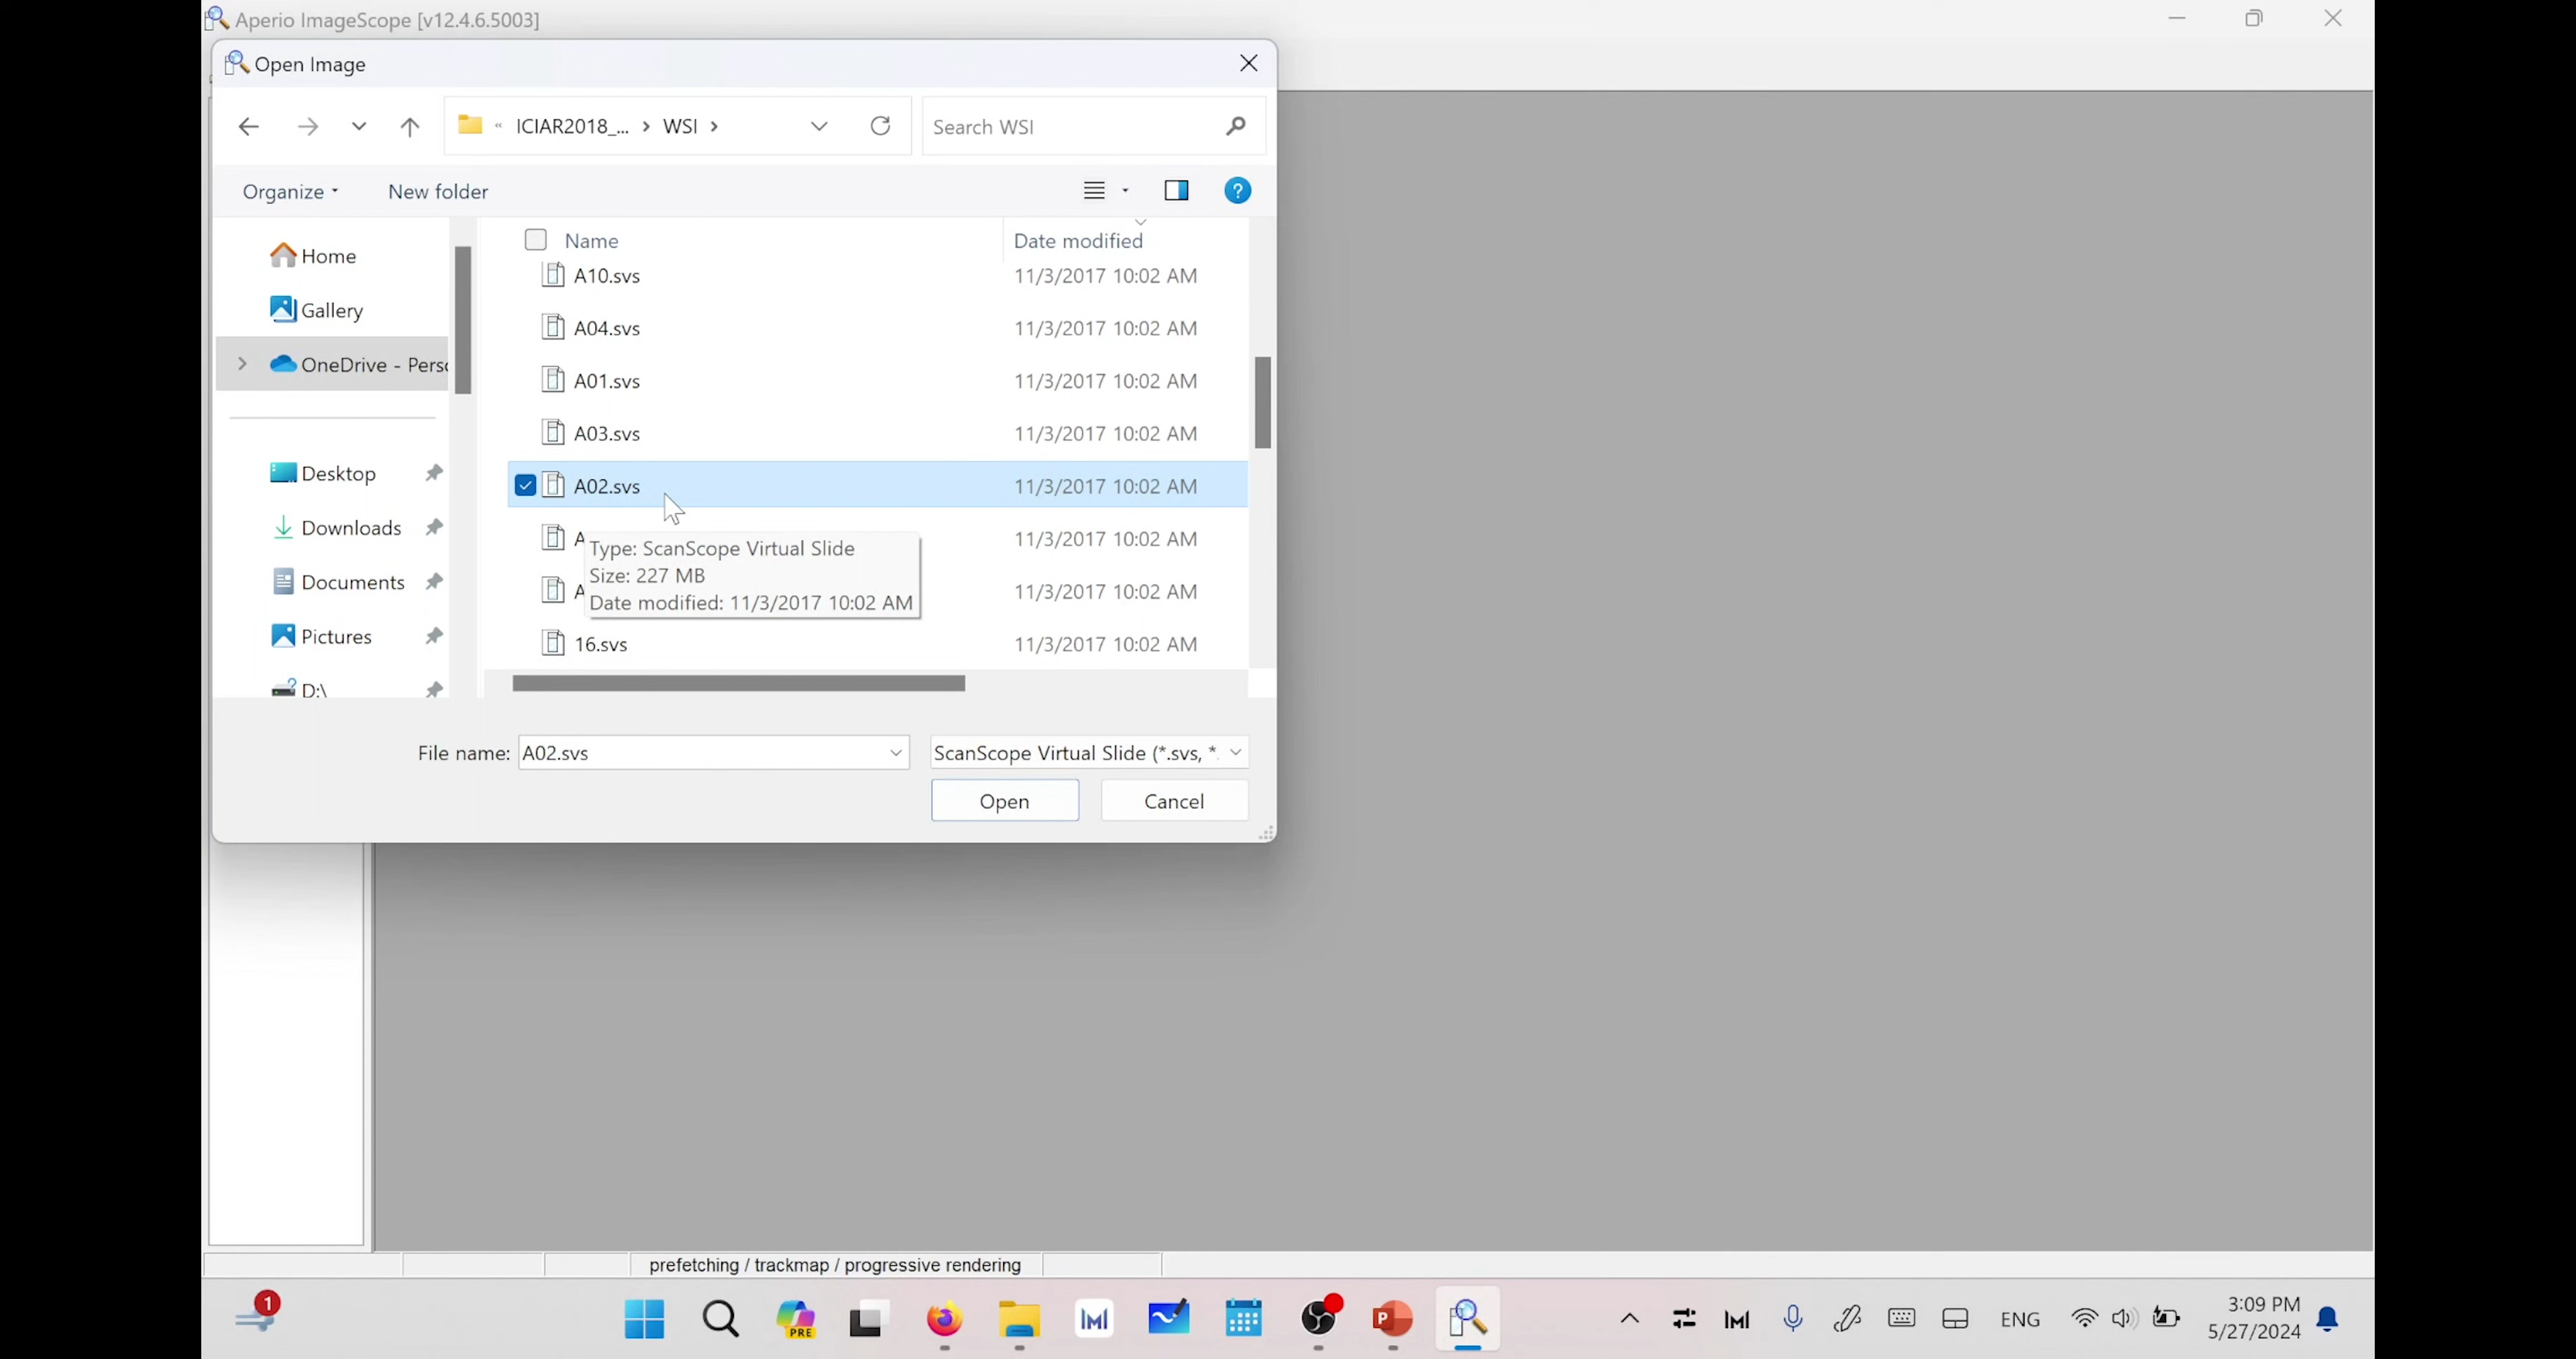 Aperio ImageScope [v12.4.6.5003]
Open Image
« ICIAR2018_... › WSI ›
Search WSI
Organize
New folder
Name
Date modified
Home
Gallery
OneDrive - Perso
Desktop
Downloads
Documents
Pictures
D:\
A10.svs 11/3/2017 10:02 AM
A04.svs 11/3/2017 10:02 AM
A01.svs 11/3/2017 10:02 AM
A03.svs 11/3/2017 10:02 AM
A02.svs 11/3/2017 10:02 AM
A 11/3/2017 10:02 AM
A 11/3/2017 10:02 AM
16.svs 11/3/2017 10:02 AM
Type: ScanScope Virtual Slide
Size: 227 MB
Date modified: 11/3/2017 10:02 AM
File name: A02.svs
ScanScope Virtual Slide (*.svs, *.
Open
Cancel
prefetching / trackmap / progressive rendering
1
PRE
P
ENG
3:09 PM
5/27/2024